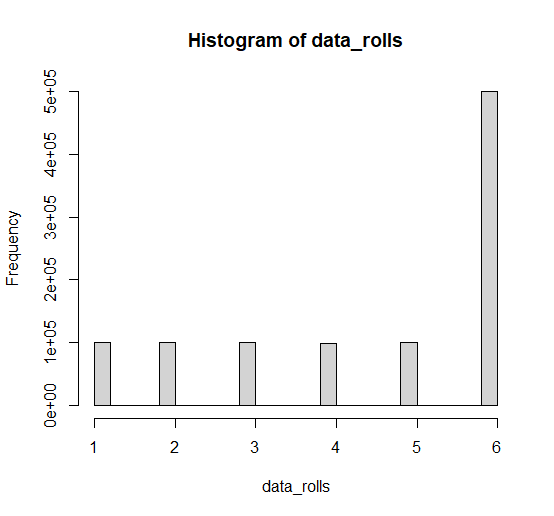 Histogram of data_rolls
Frequency
5e+05
4e+05
3e+05
2e+05
1e+05
0e+00
1 2 3 4 5 6
data_rolls